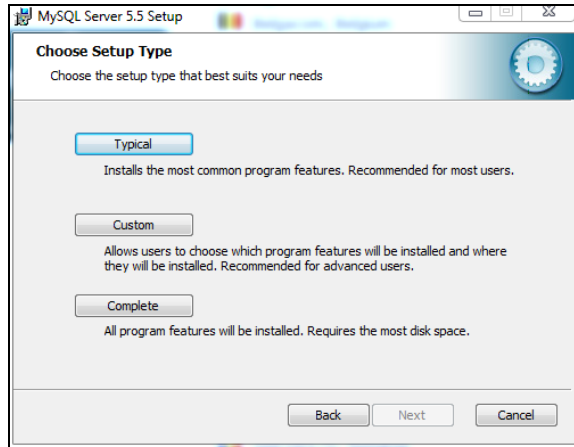 MySQL Server 5.5 Setup
Choose Setup Type
Choose the setup type that best suits your needs
Typical
Installs the most common program features. Recommended for most users.
Custom
Allows users to choose which program features will be installed and where
they will be installed. Recommended for advanced users.
Complete
All program features will be installed. Requires the most disk space.
Back
Next
Cancel